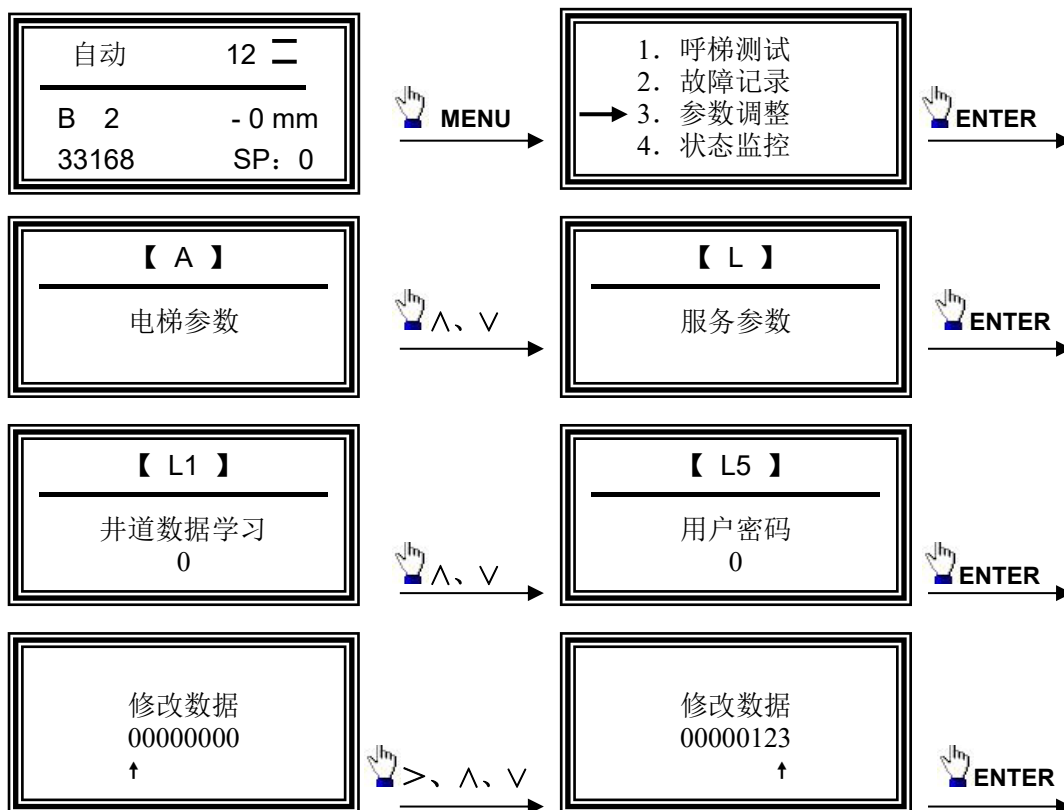 自动 12
B 2 - 0 mm
33168 SP：0
MENU
1．呼梯测试
2．故障记录
3．参数调整
4．状态监控
ENTER
【 A 】
电梯参数
∧、∨
【 L 】
服务参数
ENTER
【 L1 】
井道数据学习
0
∧、∨
【 L5 】
用户密码
0
ENTER
修改数据
00000000
＞、∧、∨
修改数据
00000123
ENTER